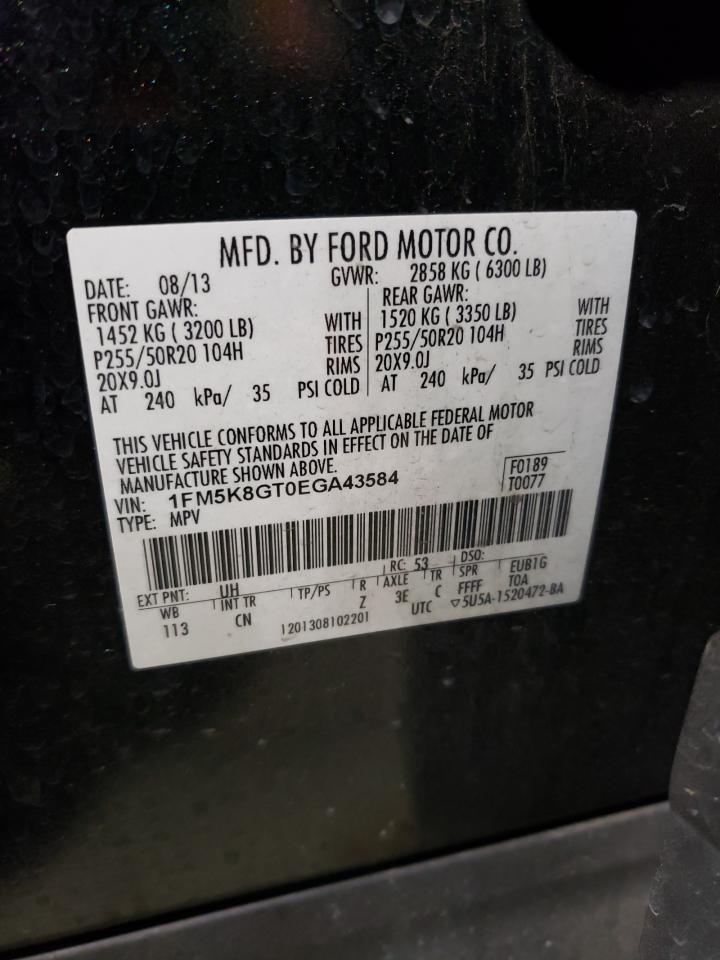 MFD. BY FORD MOTOR CO.
DATE: 08/13 GVWR: 2858 KG ( 6300 LB)
FRONT GAWR: REAR GAWR:
1452 KG ( 3200 LB) WITH 1520 KG ( 3350 LB) WITH
P255/50R20 104H TIRES P255/50R20 104H TIRES
20X9.0J RIMS 20X9.0J RIMS
AT 240 kPa/ 35 PSI COLD AT 240 kPa/ 35 PSI COLD
THIS VEHICLE CONFORMS TO ALL APPLICABLE FEDERAL MOTOR
VEHICLE SAFETY STANDARDS IN EFFECT ON THE DATE OF
MANUFACTURE SHOWN ABOVE.
VIN: 1FM5K8GT0EGA43584 F0189
TYPE: MPV T0077
EXT PNT: UH RC: 53 DSO:
WB INT TR TP/PS R AXLE TR SPR EUB1G
113 CN Z 3E C FFFF TOA
1201308102201 UTC ▽5U5A-1520472-BA